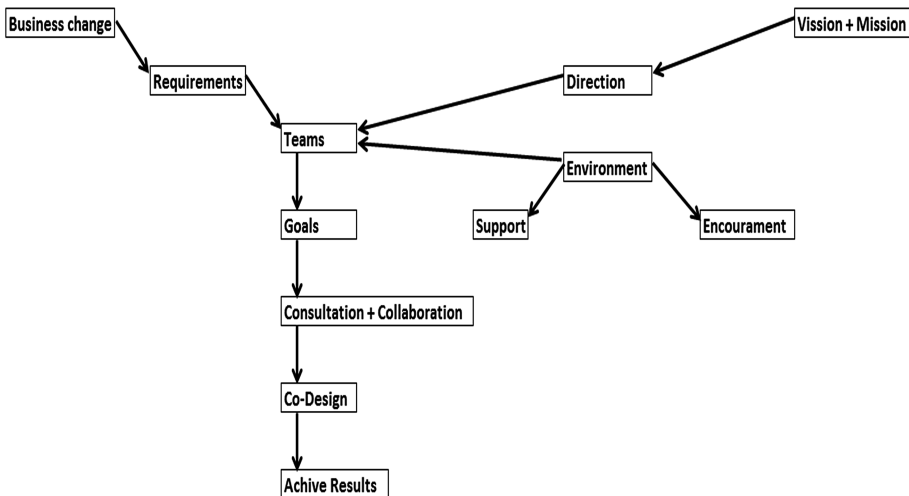 Business change
Vission + Mission
Requirements
Direction
Teams
Environment
Goals
Support
Encourament
Consultation + Collaboration
Co-Design
Achive Results